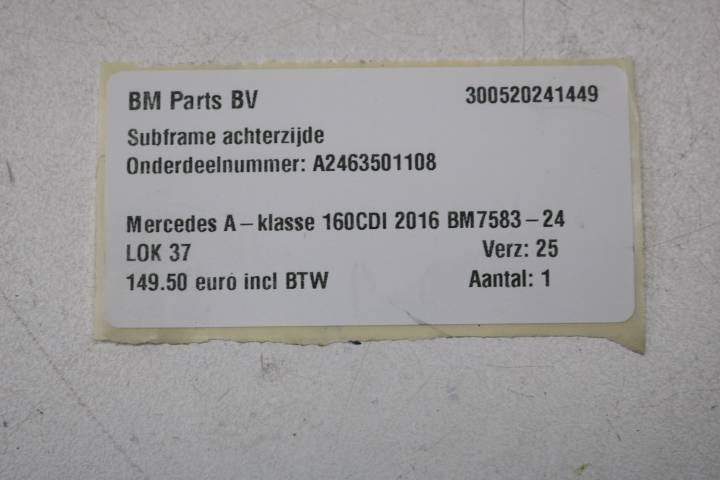 BM Parts BV 300520241449
Subframe achterzijde
Onderdeelnummer: A2463501108
Mercedes A-klasse 160CDI 2016 BM7583-24
LOK 37 Verz: 25
149.50 euro incl BTW Aantal: 1